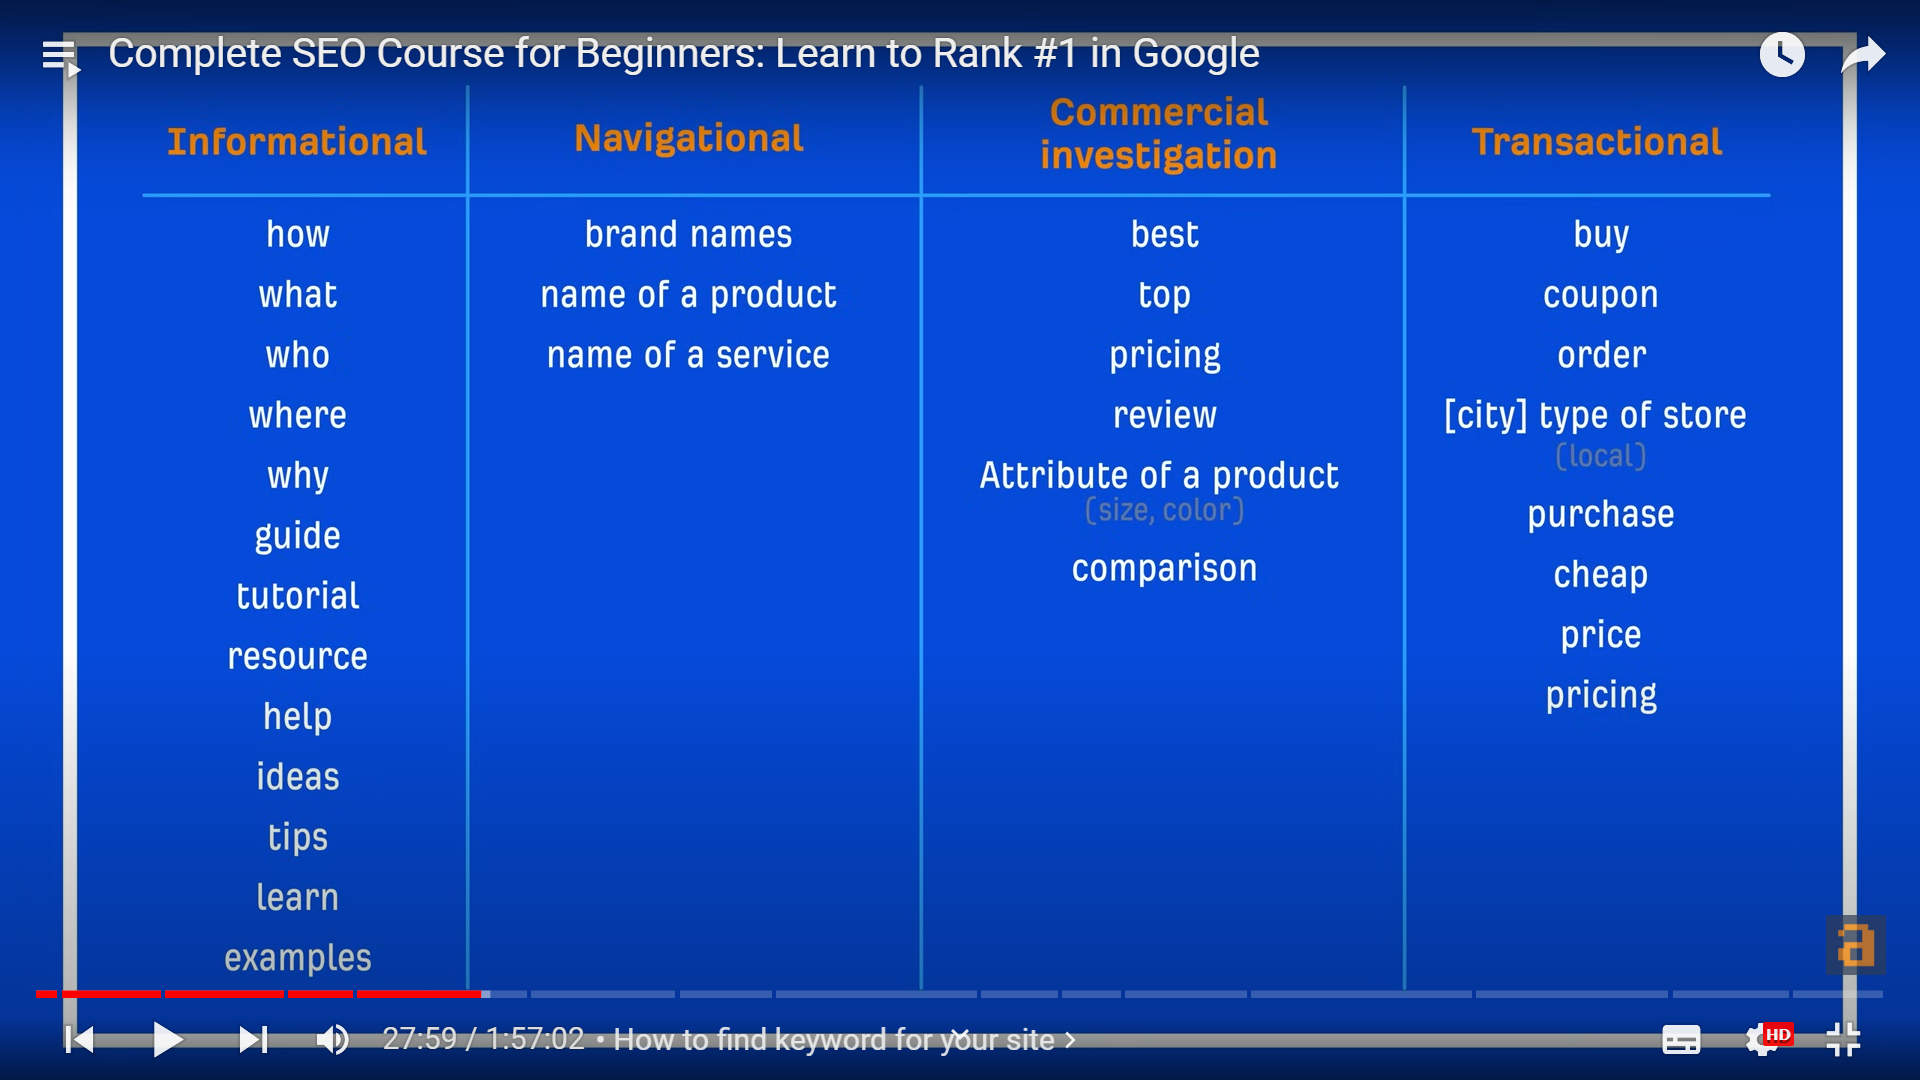 Complete SEO Course for Beginners: Learn to Rank #1 in Google
Informational
Navigational
Commercial
investigation
Transactional
how
what
who
where
why
guide
tutorial
resource
help
ideas
tips
learn
examples
brand names
name of a product
name of a service
best
top
pricing
review
Attribute of a product
(size, color)
comparison
buy
coupon
order
[city] type of store
(local)
purchase
cheap
price
pricing
a
27:59 / 1:57:02 • How to find keyword for your site
HD